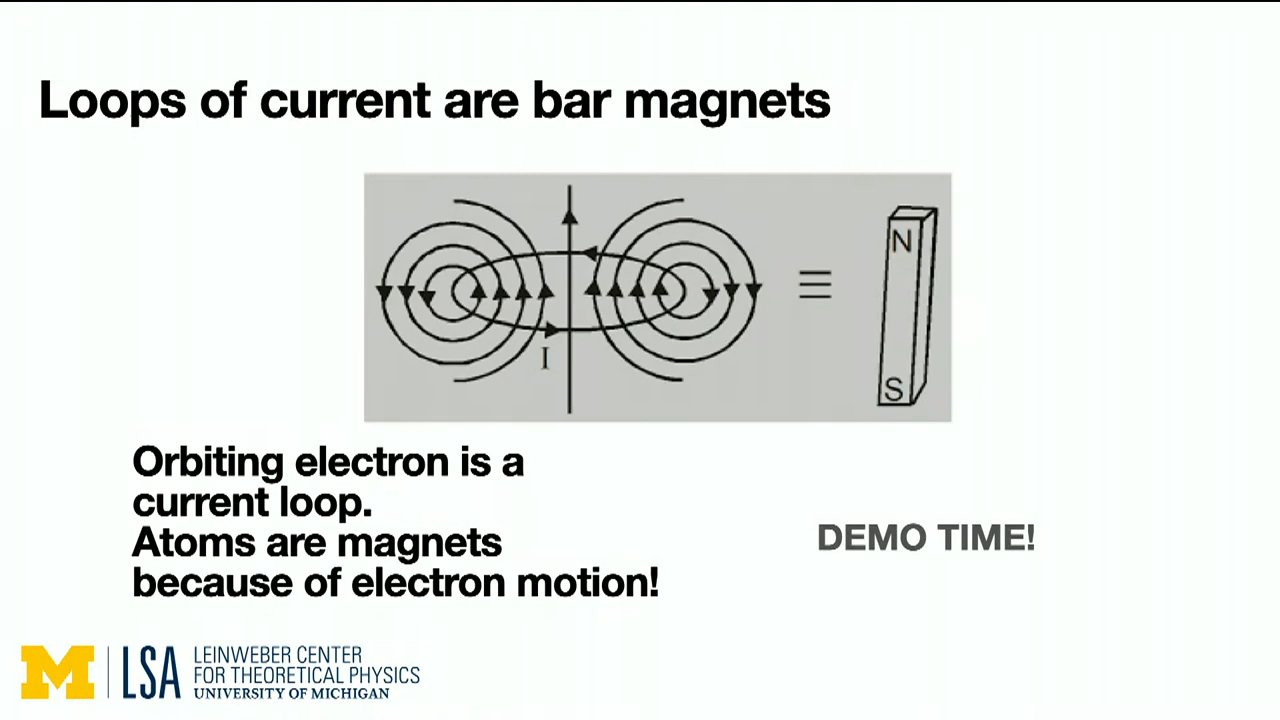 Loops of current are bar magnets
I
≡
N
S
Orbiting electron is a
current loop.
Atoms are magnets
because of electron motion!
DEMO TIME!
M LSA
LEINWEBER CENTER
FOR THEORETICAL PHYSICS
UNIVERSITY OF MICHIGAN